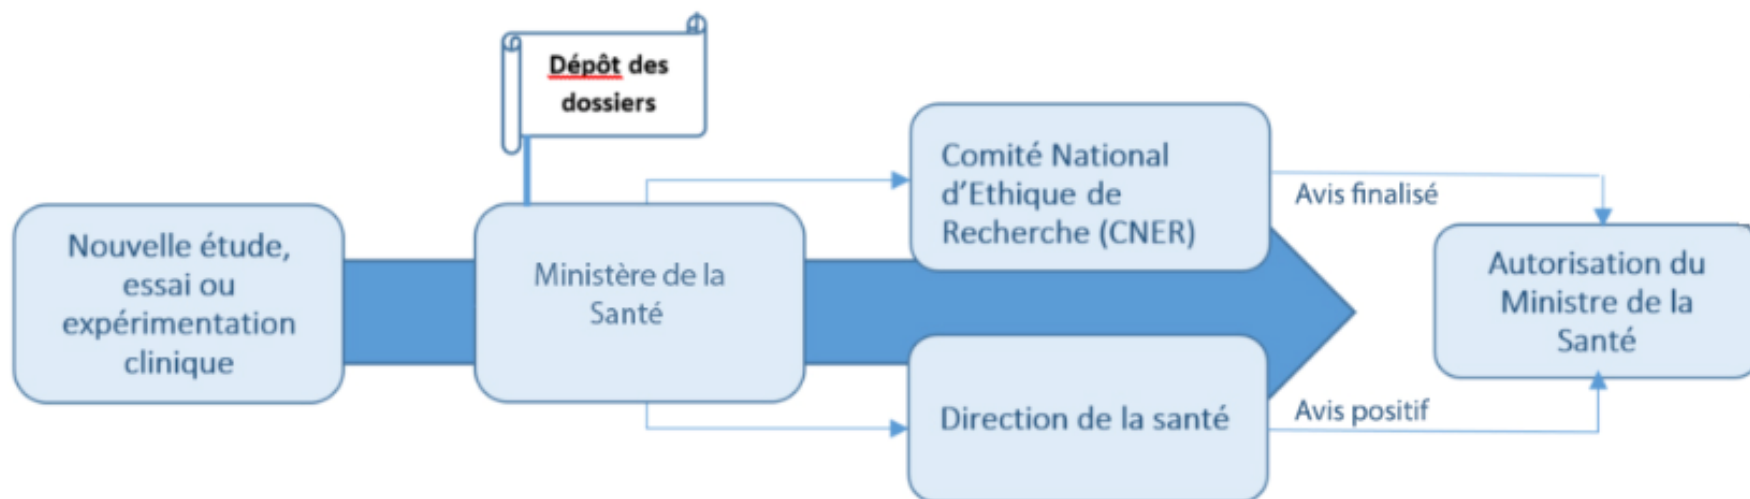 Dépôt des
dossiers
Nouvelle étude,
essai ou
expérimentation
clinique
Ministère de la
Santé
Comité National
d'Ethique de
Recherche (CNER)
Direction de la santé
Avis finalisé
Avis positif
Autorisation du
Ministre de la
Santé